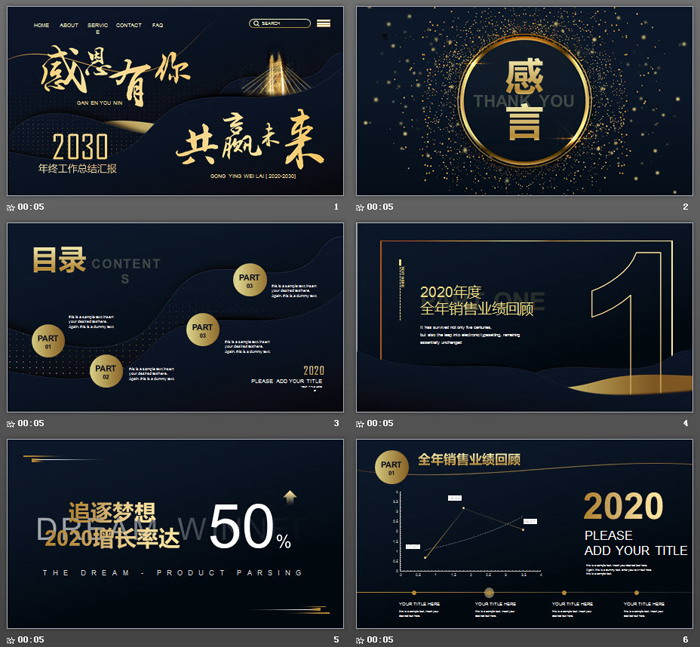 HOME
ABOUT
SERVIC
E
CONTACT
FAQ
SEARCH
感恩有你
GAN EN YOU NIN
2030
年终工作总结汇报
共赢未来
GONG YING WEI LAI [ 2020-2030]
00:05
1
感
THANK YOU
言
00:05
2
目录
CONTENT
S
PART
01
this is a sample text insert
your desired text here.
Again. this is a dummy text.
PART
02
this is a sample text insert
your desired text here.
Again. this is a dummy text.
PART
03
this is a sample text insert
your desired text here.
Again. this is a dummy text.
PART
03
this is a sample text insert
your desired text here.
Again. this is a dummy text.
2020
PLEASE ADD YOUR TITLE
00:05
3
2020年度
全年销售业绩回顾
ONE
It has survived not only five centuries,
but also the leap into electronic typesetting, remaining
essentially unchanged
1
00:05
4
追逐梦想
DREAM
2020增长率达
50%
THE DREAM - PRODUCT PARSING
00:05
5
PART
01
全年销售业绩回顾
2020
PLEASE
ADD YOUR TITLE
YOUR TITLE HERE
YOUR TITLE HERE
YOUR TITLE HERE
YOUR TITLE HERE
00:05
6